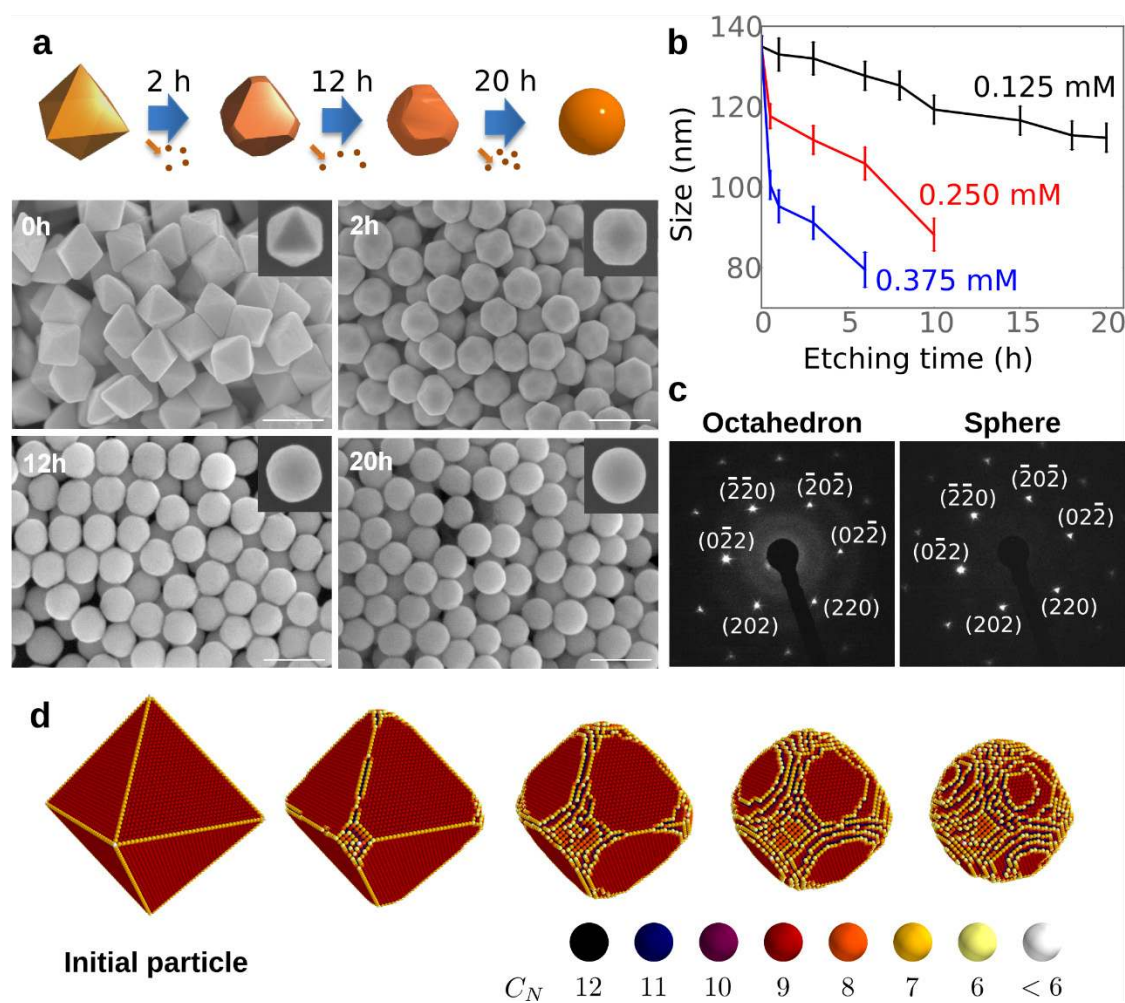 a
2 h
12 h
20 h
0h
2h
12h
20h
b
Size (nm)
140
120
100
80
0.125 mM
0.250 mM
0.375 mM
0 5 10 15 20
Etching time (h)
c
Octahedron
(2̅2̅0)
(2̅02̅)
(02̅2)
(022̅)
(202)
(220)
Sphere
(2̅2̅0)
(2̅02̅)
(02̅2)
(022̅)
(202)
(220)
d
Initial particle
C_N 12 11 10 9 8 7 6 < 6